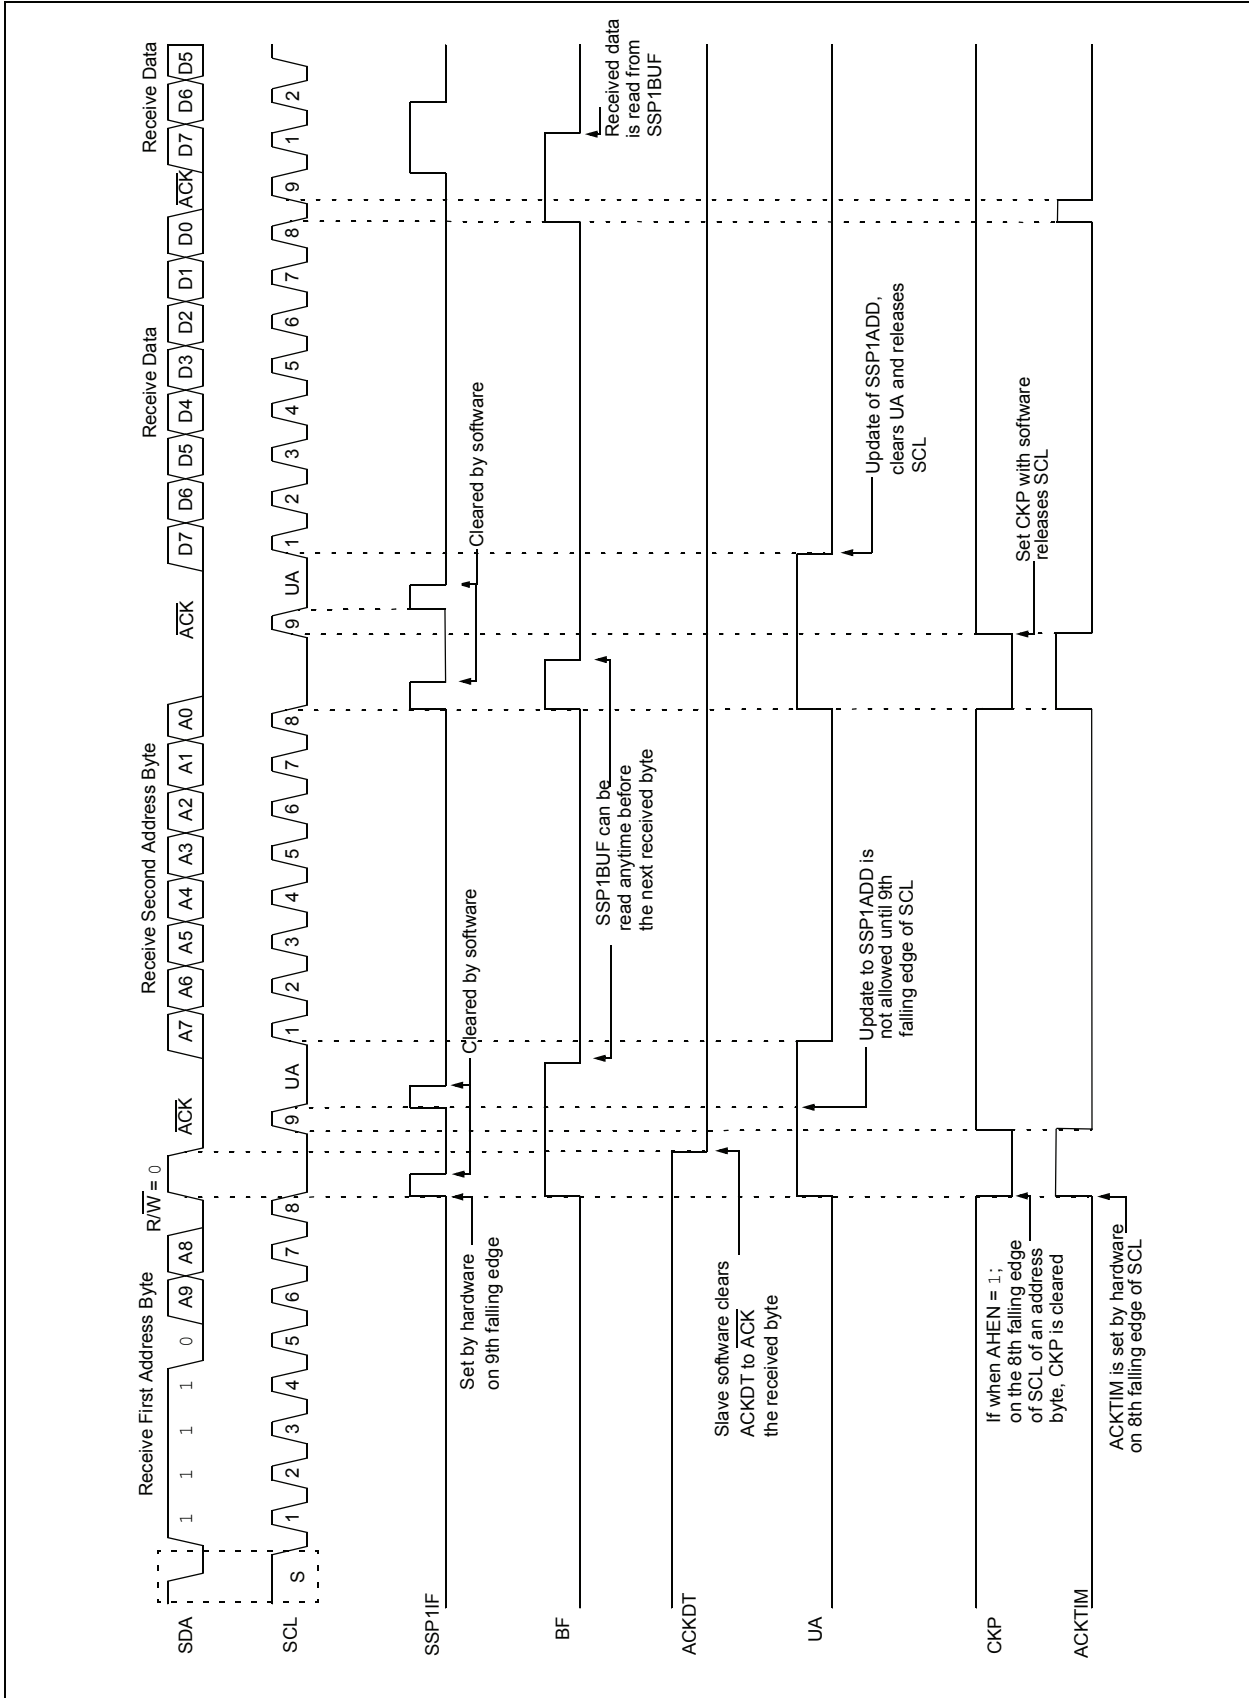 Receive First Address Byte
R/W = 0
Receive Second Address Byte
Receive Data
Receive Data
SDA
1 1 1 1 0 A9 A8
ACK
A7 A6 A5 A4 A3 A2 A1 A0
ACK
D7 D6 D5 D4 D3 D2 D1 D0
ACK
D7 D6 D5
SCL
S
1 2 3 4 5 6 7 8 9 UA 1 2 3 4 5 6 7 8 9 UA 1 2 3 4 5 6 7 8 9 1 2
SSP1IF
Set by hardware
on 9th falling edge
Cleared by software
Cleared by software
BF
SSP1BUF can be
read anytime before
the next received byte
Received data
is read from
SSP1BUF
ACKDT
Slave software clears
ACKDT to ACK
the received byte
UA
Update to SSP1ADD is
not allowed until 9th
falling edge of SCL
Update of SSP1ADD,
clears UA and releases
SCL
CKP
If when AHEN = 1;
on the 8th falling edge
of SCL of an address
byte, CKP is cleared
Set CKP with software
releases SCL
ACKTIM
ACKTIM is set by hardware
on 8th falling edge of SCL